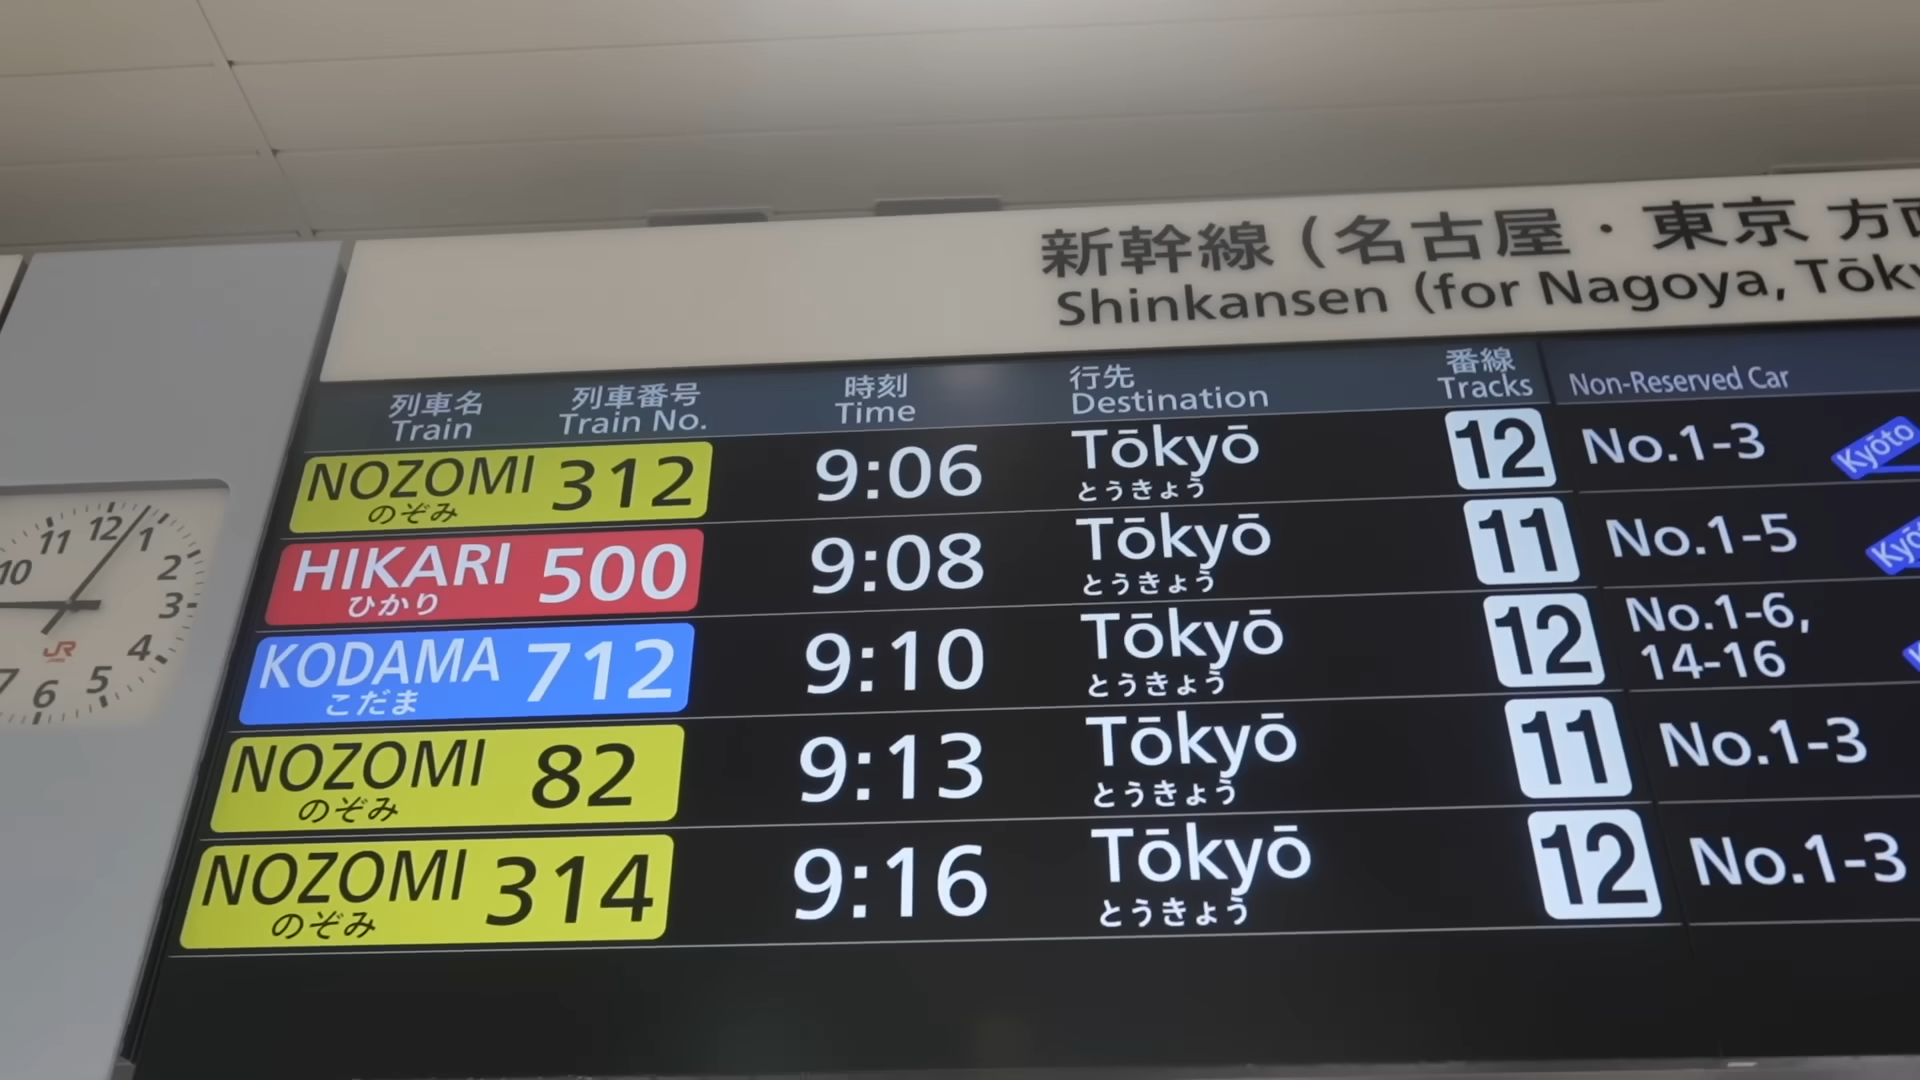 新幹線 (名古屋・東京 方面
Shinkansen (for Nagoya, Tōky
列車名 列車番号 時刻 行先 番線
Train Train No. Time Destination Tracks Non-Reserved Car
NOZOMI 312 9:06 Tōkyō 12 No.1-3 Kyōto
のぞみ とうきょう
HIKARI 500 9:08 Tōkyō 11 No.1-5 Kyō
ひかり とうきょう
KODAMA 712 9:10 Tōkyō 12 No.1-6,
14-16
こだま とうきょう
NOZOMI 82 9:13 Tōkyō 11 No.1-3
のぞみ とうきょう
NOZOMI 314 9:16 Tōkyō 12 No.1-3
のぞみ とうきょう
11 12 1
10 2
3
4
7 6 5
JR